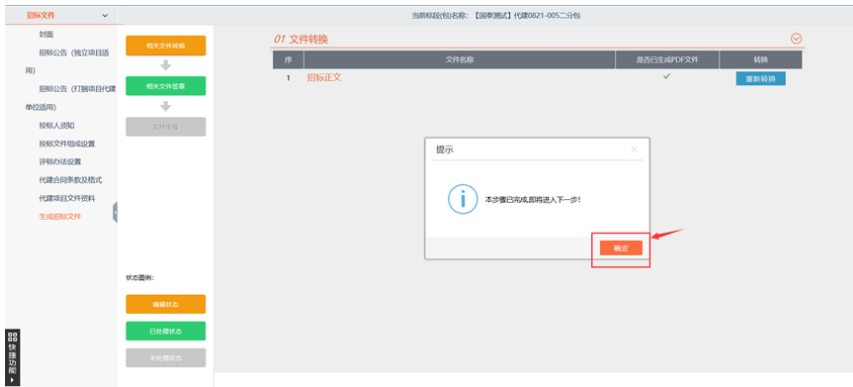 招标文件
当前标段(包)名称：【国泰测试】代建0821-005二分包
封面
招标公告（独立项目适
用）
招标公告（打捆项目代建
单位适用）
投标人须知
投标文件组成设置
评标办法设置
代建合同条款及格式
代建项目文件资料
生成招标文件
相关文件转换
相关文件签章
文件生成
状态图例：
编辑状态
已处理状态
未处理状态
01 文件转换
序 文件名称 是否已生成PDF文件 转换
1 招标正文 重新转换
提示
本步骤已完成,即将进入下一步!
确定
快捷功能